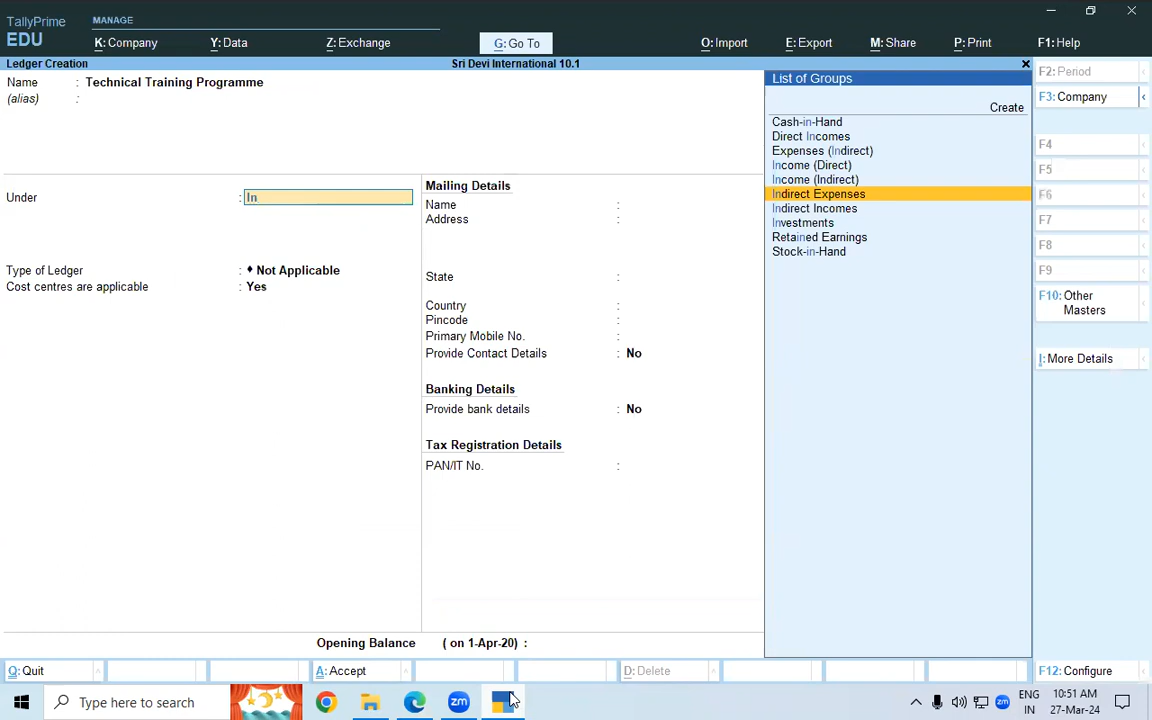 TallyPrime
EDU
MANAGE
K: Company
Y: Data
Z: Exchange
G: Go To
O: Import
E: Export
M: Share
P: Print
F1: Help
Ledger Creation
Sri Devi International 10.1
Name : Technical Training Programme
(alias) :
Under : In
Type of Ledger : ♦ Not Applicable
Cost centres are applicable : Yes
Mailing Details
Name :
Address :
State :
Country :
Pincode :
Primary Mobile No. :
Provide Contact Details : No
Banking Details
Provide bank details : No
Tax Registration Details
PAN/IT No. :
Opening Balance ( on 1-Apr-20) :
List of Groups
Create
Cash-in-Hand
Direct Incomes
Expenses (Indirect)
Income (Direct)
Income (Indirect)
Indirect Expenses
Indirect Incomes
Investments
Retained Earnings
Stock-in-Hand
F2: Period
F3: Company
F4
F5
F6
F7
F8
F9
F10: Other
Masters
I: More Details
Q: Quit
A: Accept
D: Delete
F12: Configure
Type here to search
zm
zm
ENG
IN
10:51 AM
27-Mar-24